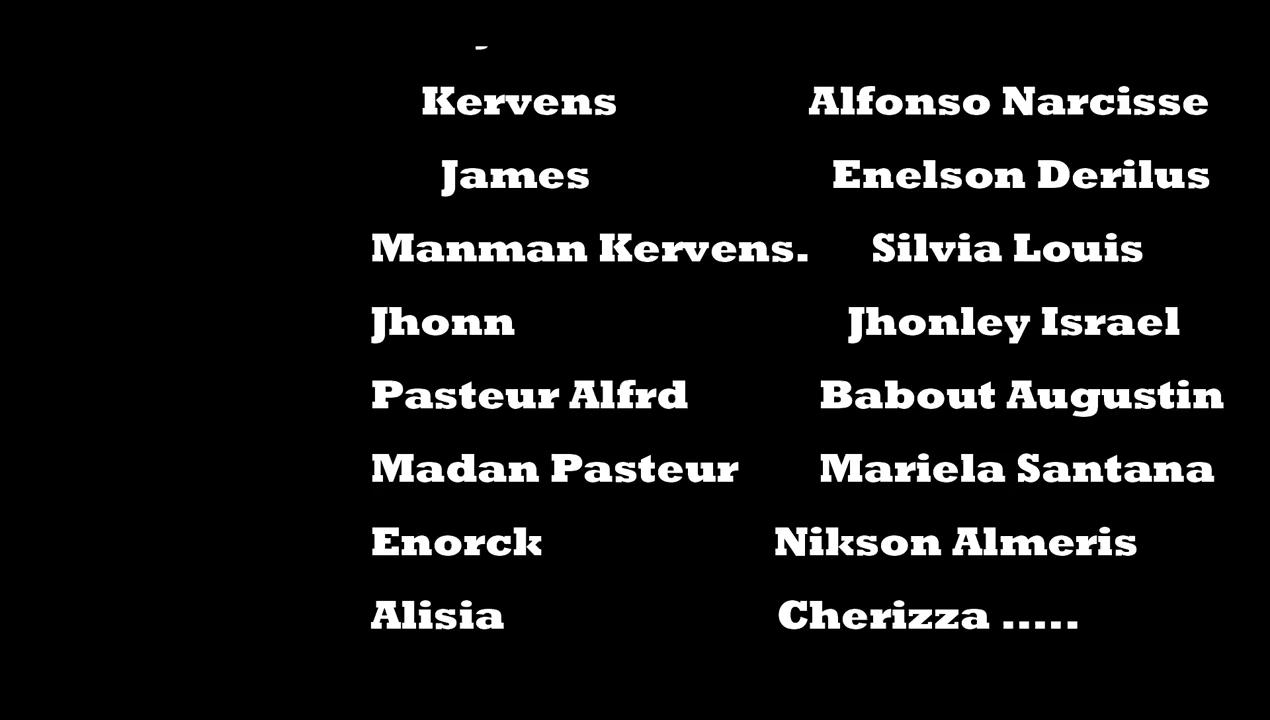 Kervens Alfonso Narcisse
James Enelson Derilus
Manman Kervens. Silvia Louis
Jhonn Jhonley Israel
Pasteur Alfrd Babout Augustin
Madan Pasteur Mariela Santana
Enorck Nikson Almeris
Alisia Cherizza .....